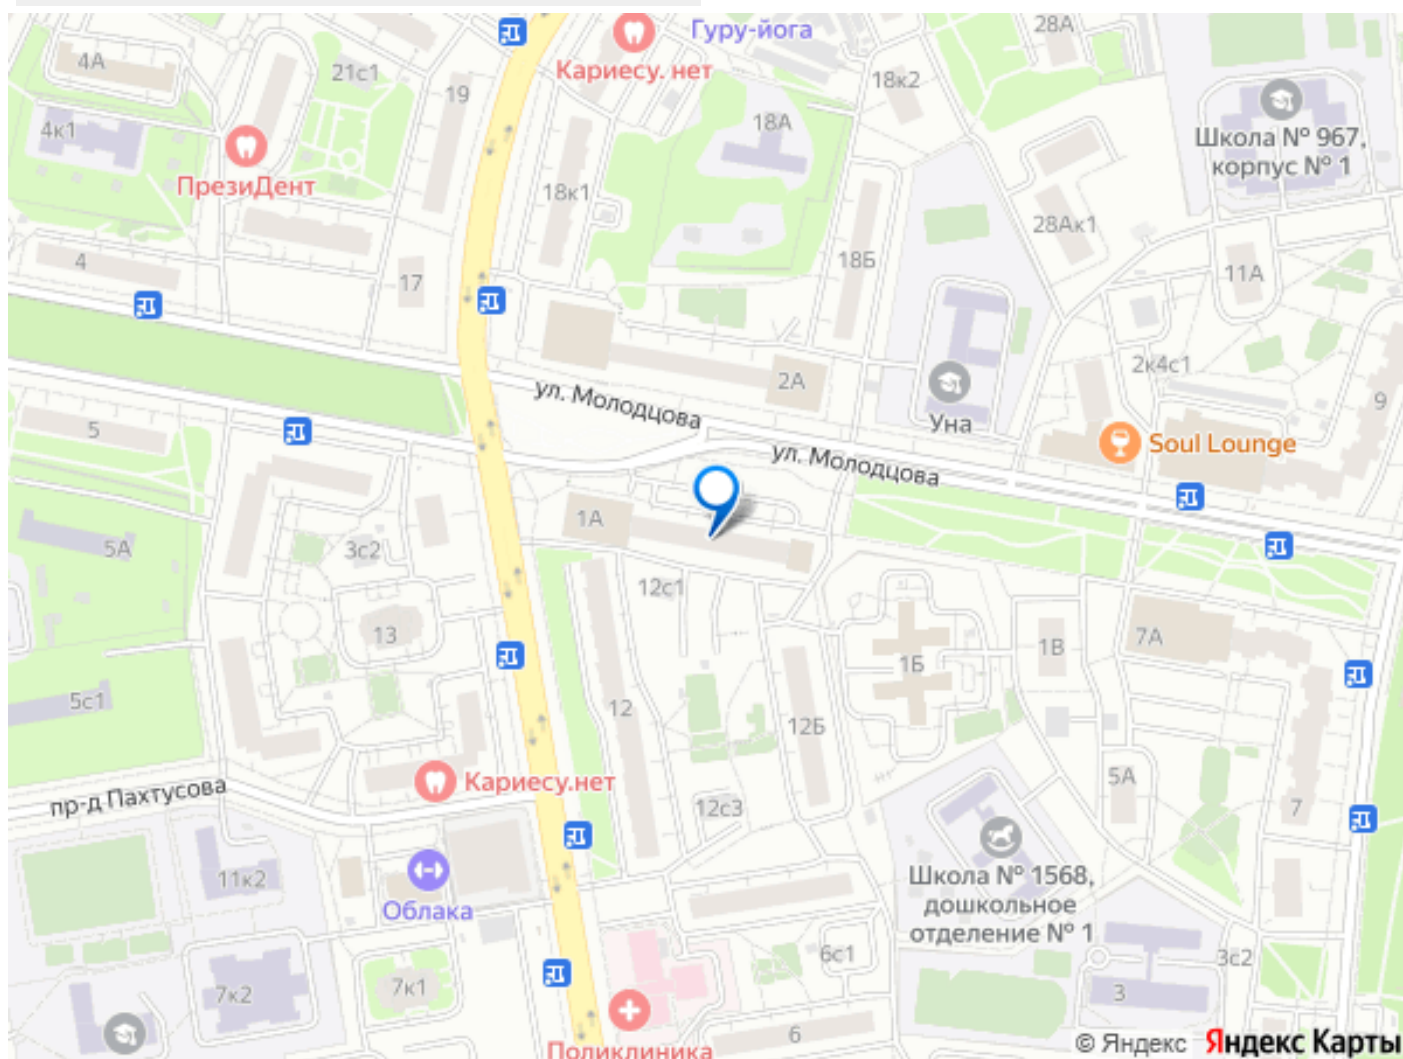 Гуру-йога
28А
4А
21с1
Кариесу. нет
18к2
19
18А
4к1
Школа № 967,
корпус № 1
ПрезиДент
18к1
28Ак1
4
17
18Б
11А
2А
2к4с1
ул. Молодцова
9
5
Уна
Soul Lounge
ул. Молодцова
1А
5А
3с2
12с1
13
1Б
1В
7А
5с1
12
12Б
пр-д Пахтусова
Кариесу.нет
5А
12с3
7
11к2
Школа № 1568,
дошкольное
отделение № 1
Облака
6с1
3с2
7к2
7к1
3
6
Поликлиника
© Яндекс Яндекс Карты